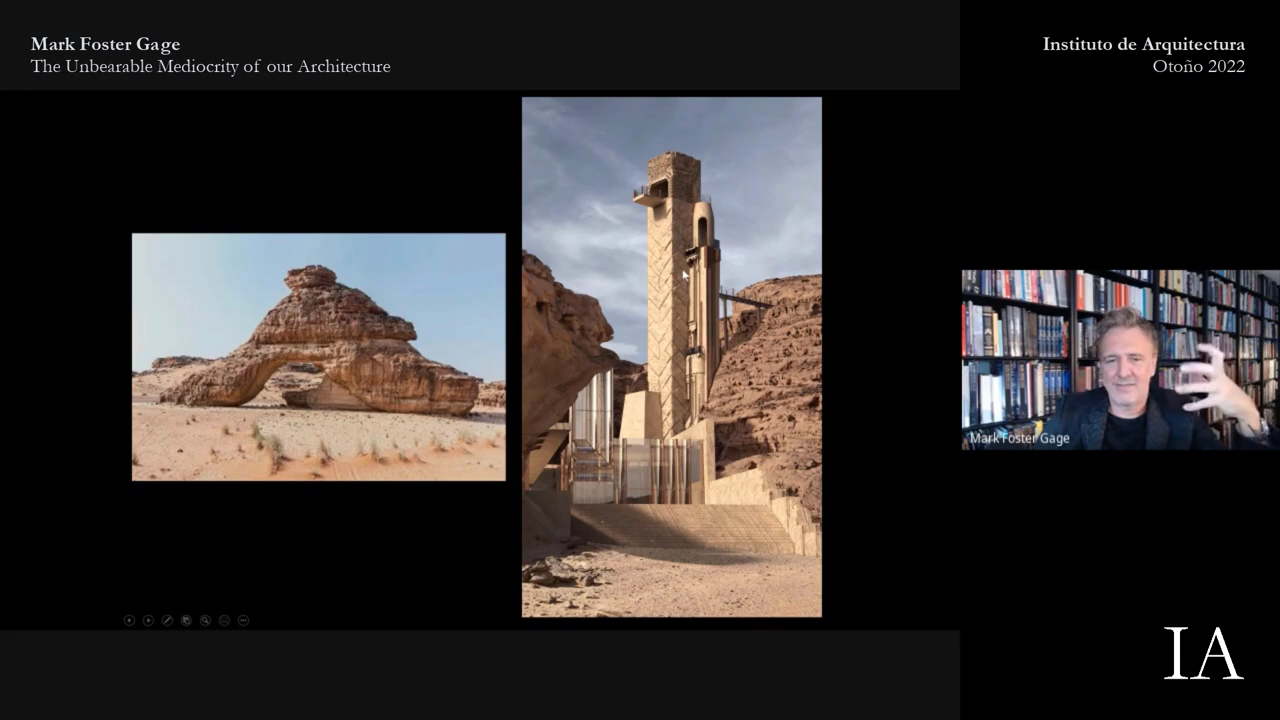 Mark Foster Gage
The Unbearable Mediocrity of our Architecture
Instituto de Arquitectura
Otoño 2022
Mark Foster Gage
IA